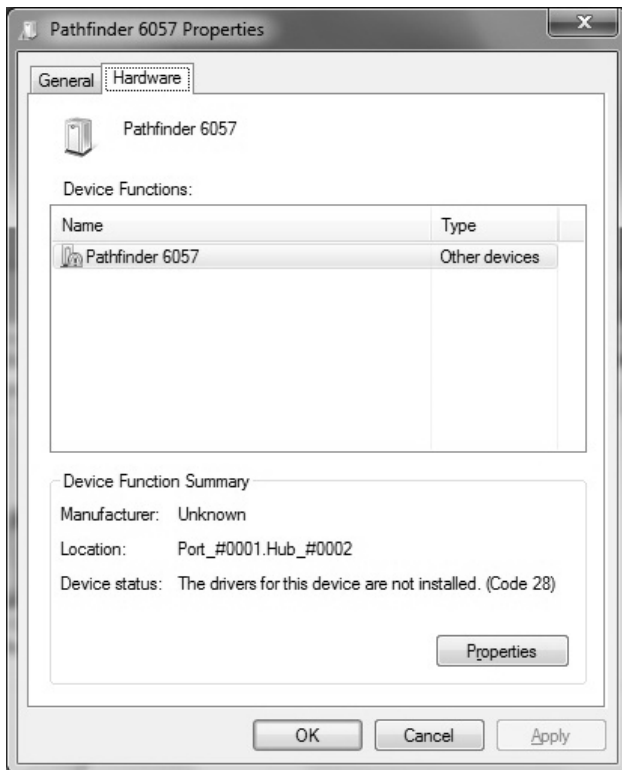 Pathfinder 6057 Properties
x
General Hardware
Pathfinder 6057
Device Functions:
Name Type
Pathfinder 6057 Other devices
Device Function Summary
Manufacturer: Unknown
Location: Port_#0001.Hub_#0002
Device status: The drivers for this device are not installed. (Code 28)
Properties
OK Cancel Apply